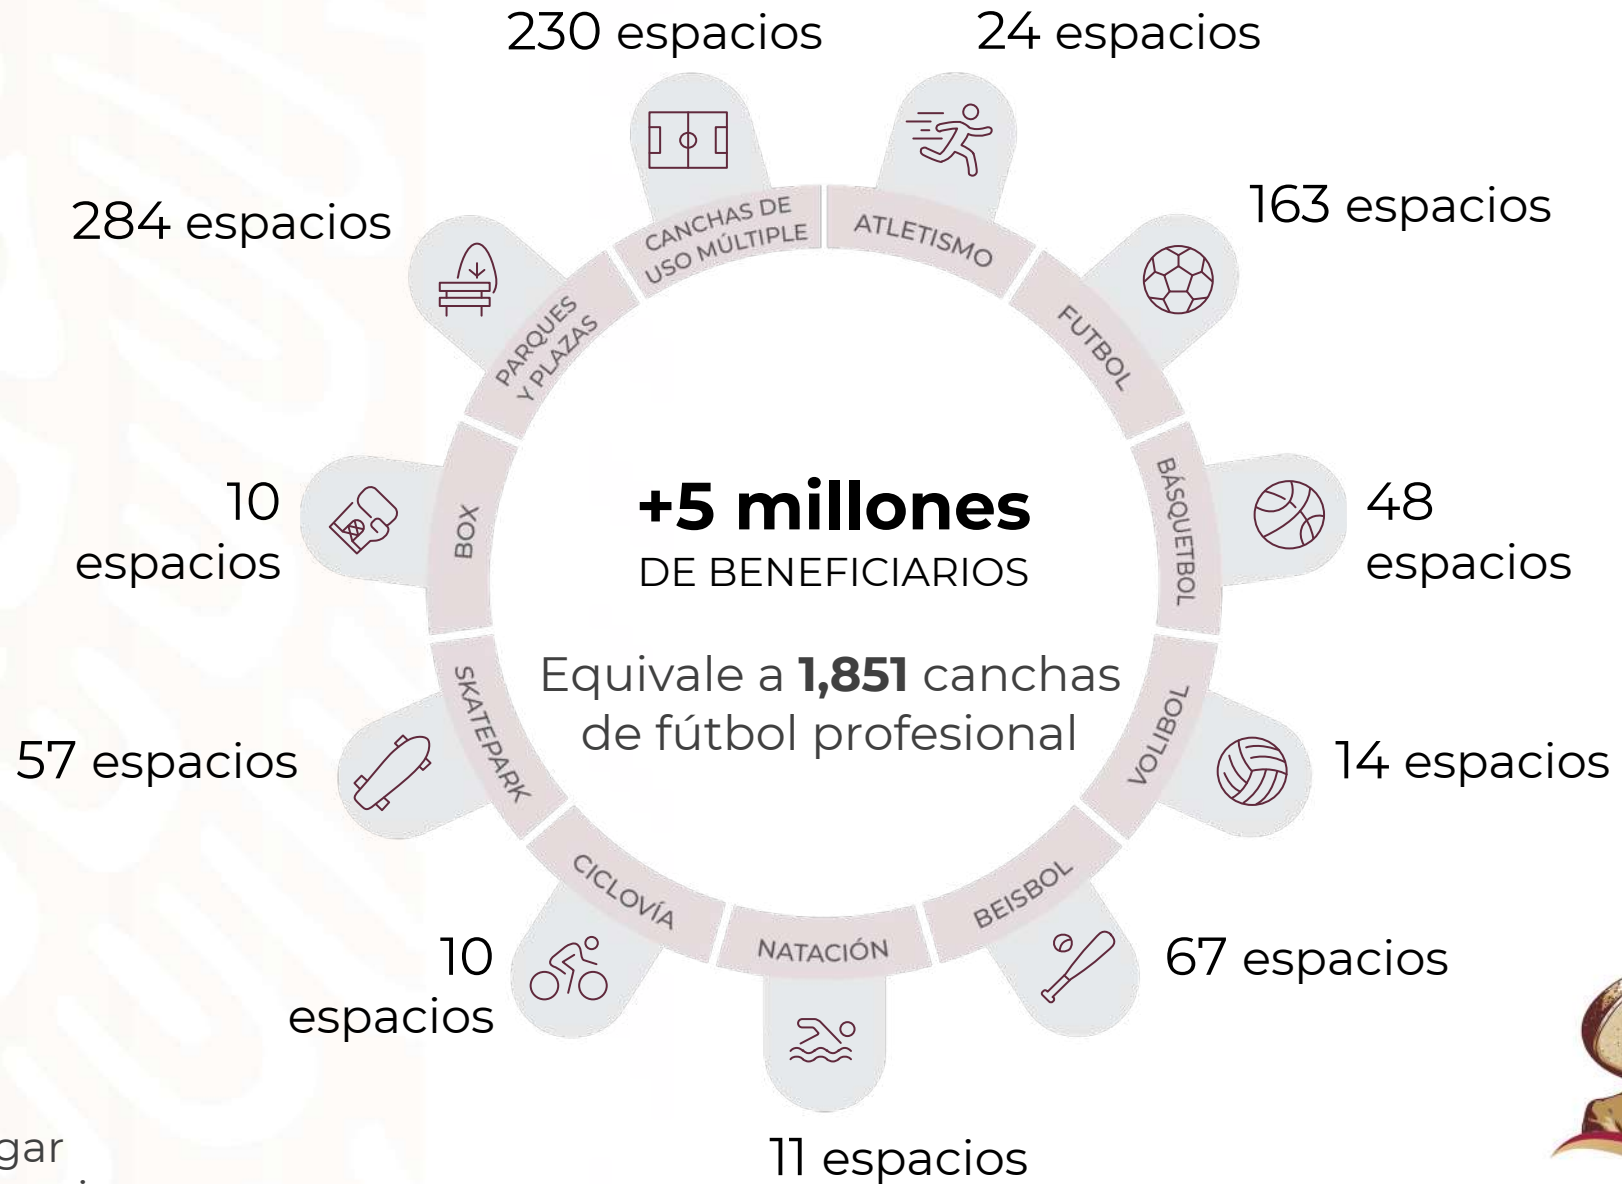 230 espacios
24 espacios
284 espacios
163 espacios
CANCHAS DE
USO MÚLTIPLE
ATLETISMO
PARQUES
Y PLAZAS
FUTBOL
10
espacios
BOX
BÁSQUETBOL
48
espacios
+5 millones
DE BENEFICIARIOS
Equivale a 1,851 canchas
de fútbol profesional
57 espacios
SKATEPARK
VOLIBOL
14 espacios
CICLOVÍA
NATACIÓN
BEISBOL
10
espacios
67 espacios
11 espacios
gar